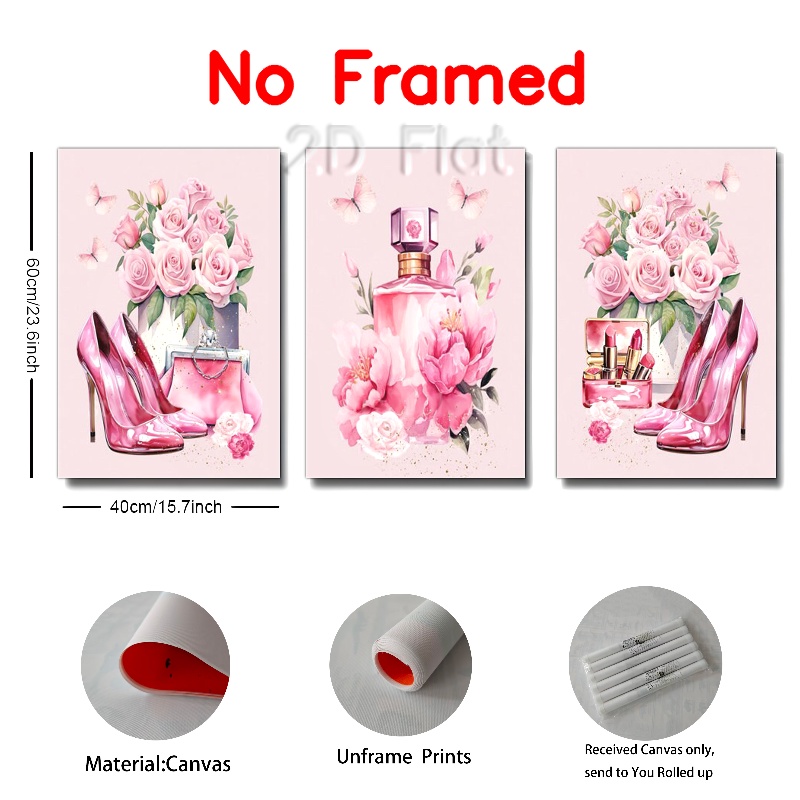 No Framed
2D Flat
60cm/23.6inch
40cm/15.7inch
Material:Canvas
Unframe Prints
Received Canvas only,
send to You Rolled up